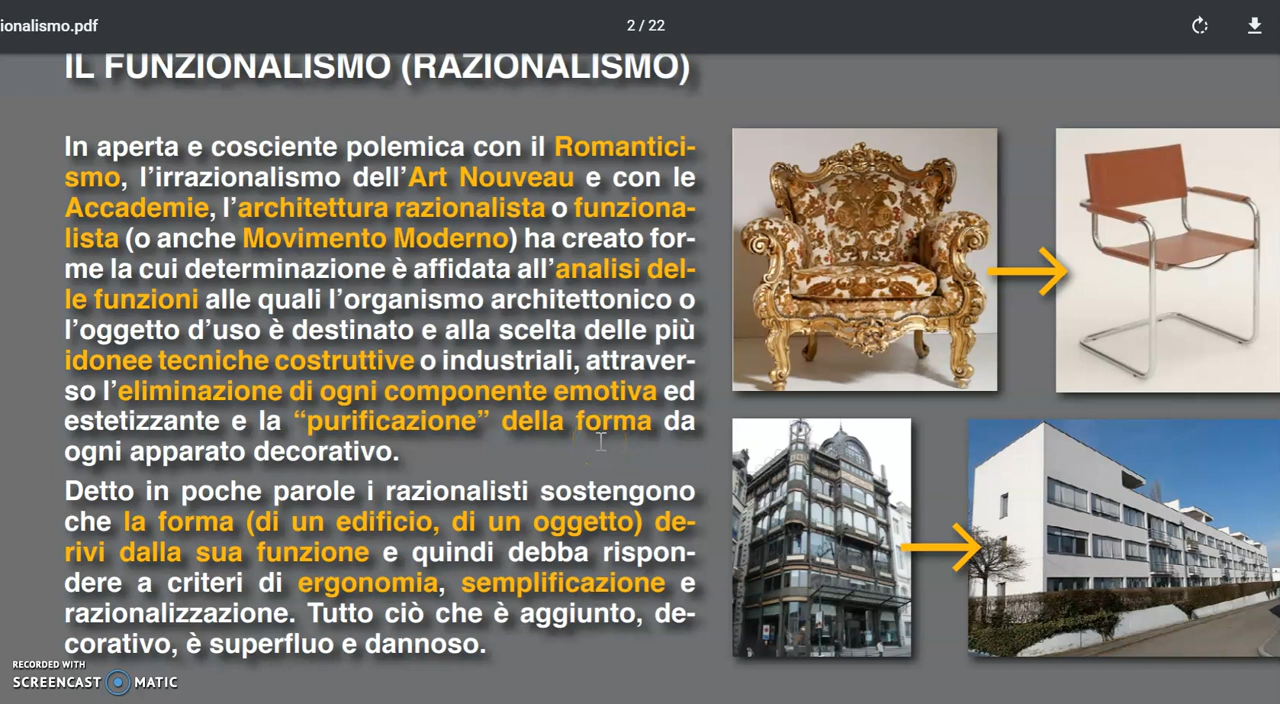 ionalismo.pdf
2 / 22
IL FUNZIONALISMO (RAZIONALISMO)
In aperta e cosciente polemica con il Romantici-
smo, l’irrazionalismo dell’Art Nouveau e con le
Accademie, l’architettura razionalista o funziona-
lista (o anche Movimento Moderno) ha creato for-
me la cui determinazione è affidata all’analisi del-
le funzioni alle quali l’organismo architettonico o
l’oggetto d’uso è destinato e alla scelta delle più
idonee tecniche costruttive o industriali, attraver-
so l’eliminazione di ogni componente emotiva ed
estetizzante e la “purificazione” della forma da
ogni apparato decorativo.
Detto in poche parole i razionalisti sostengono
che la forma (di un edificio, di un oggetto) de-
rivi dalla sua funzione e quindi debba rispon-
dere a criteri di ergonomia, semplificazione e
razionalizzazione. Tutto ciò che è aggiunto, de-
corativo, è superfluo e dannoso.
RECORDED WITH
SCREENCAST MATIC